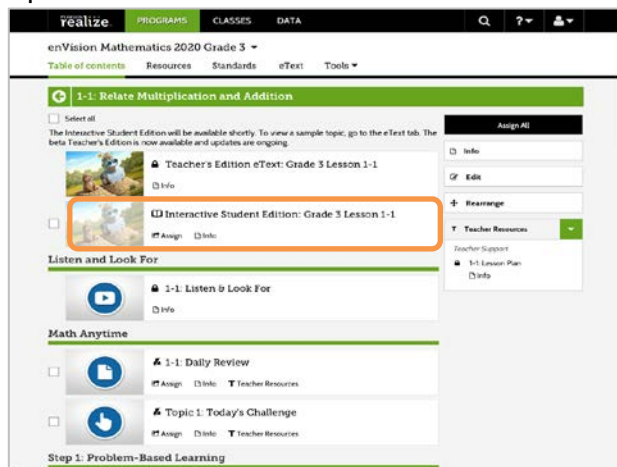 realize. PROGRAMS CLASSES DATA
enVision Mathematics 2020 Grade 3
Table of contents Resources Standards eText Tools
1-1: Relate Multiplication and Addition
Select all
The Interactive Student Edition will be available shortly. To view a sample topic, go to the eText tab. The
beta Teacher's Edition is now available and updates are ongoing.
Teacher's Edition eText: Grade 3 Lesson 1-1
Info
Interactive Student Edition: Grade 3 Lesson 1-1
Assign Info
Listen and Look For
1-1: Listen & Look For
Info
Math Anytime
1-1: Daily Review
Assign Info T Teacher Resources
Topic 1: Today's Challenge
Assign Info T Teacher Resources
Step 1: Problem-Based Learning
Assign All
Info
Edit
Rearrange
T Teacher Resources
Teacher Support
1-1: Lesson Plan
Info